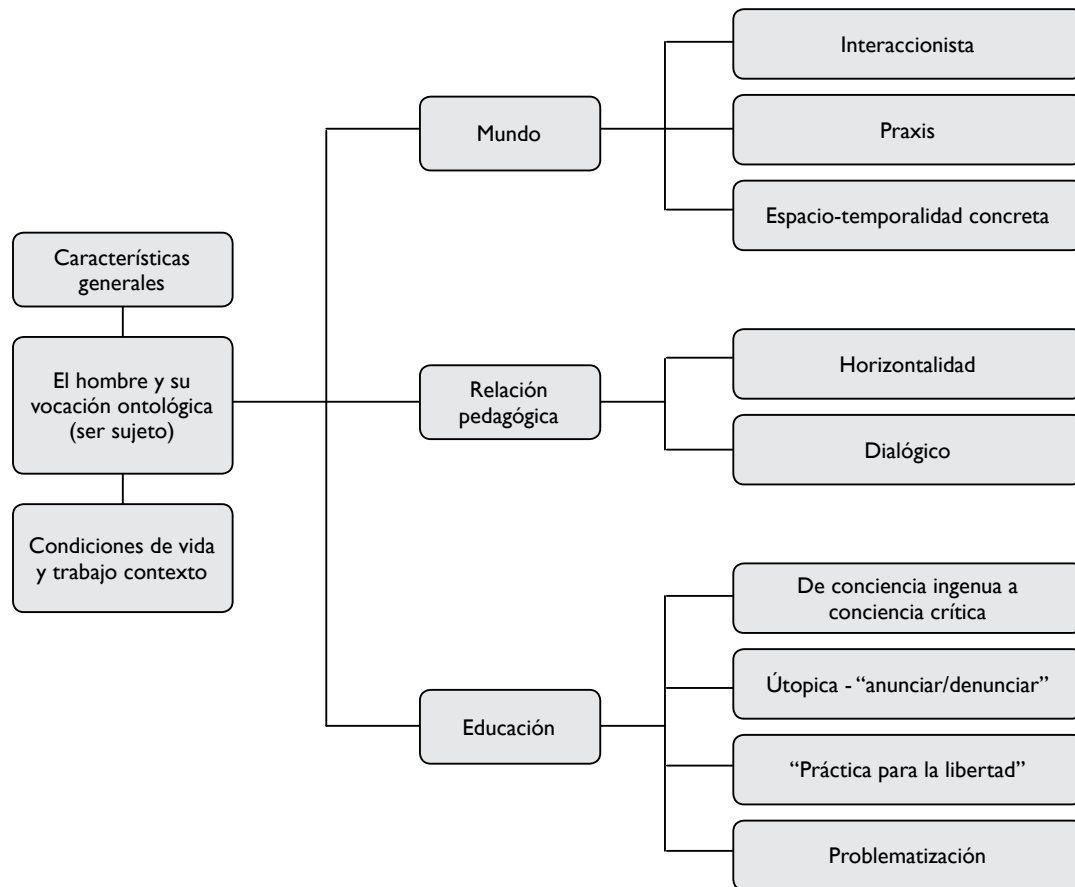 Características
generales
El hombre y su
vocación ontológica
(ser sujeto)
Condiciones de vida
y trabajo contexto
Mundo
Interaccionista
Praxis
Espacio-temporalidad concreta
Relación
pedagógica
Horizontalidad
Dialógico
Educación
De conciencia ingenua a
conciencia crítica
Útopica - “anunciar/denunciar”
“Práctica para la libertad”
Problematización